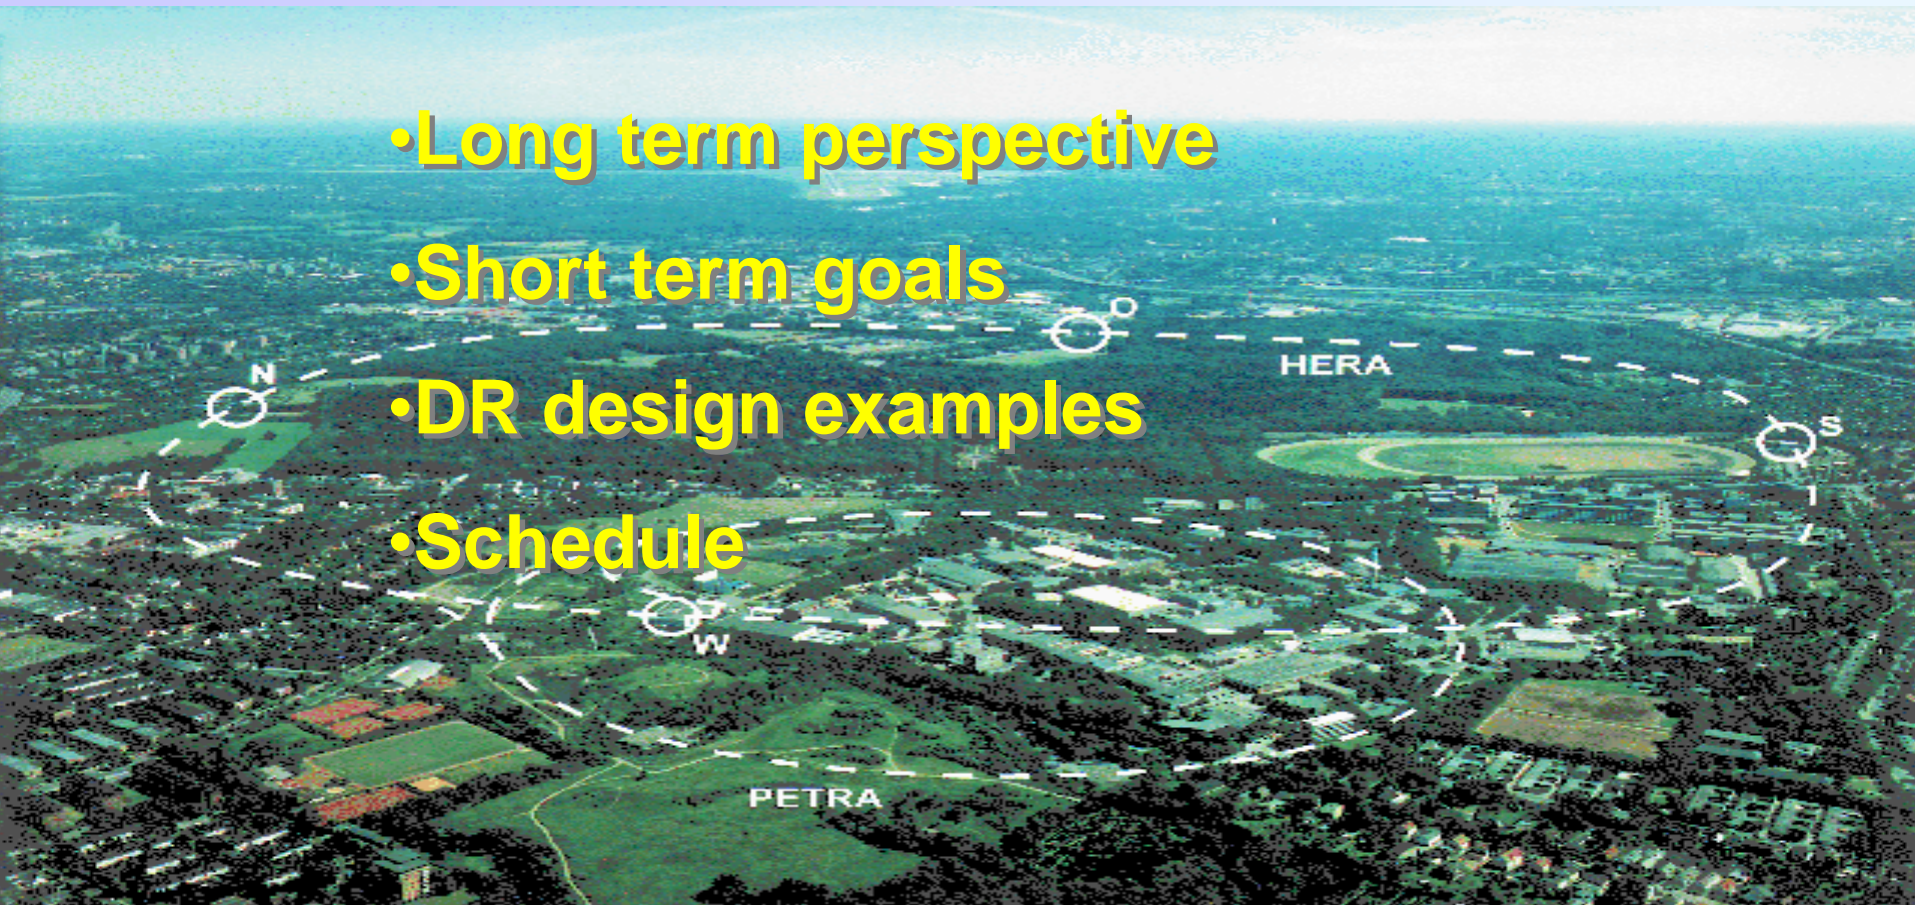 •Long term perspective
•Short term goals
O
HERA
N
•DR design examples
S
•Schedule
W
PETRA